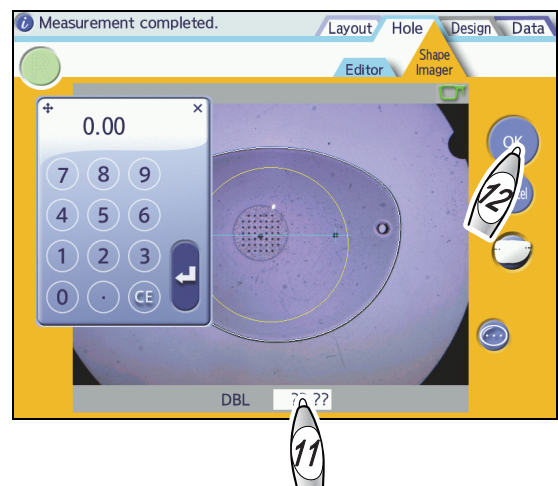 Measurement completed.
Layout Hole Design Data
Editor Shape Imager
0.00
7 8 9
4 5 6
1 2 3
0 . CE
OK
12
DBL ??.??
11